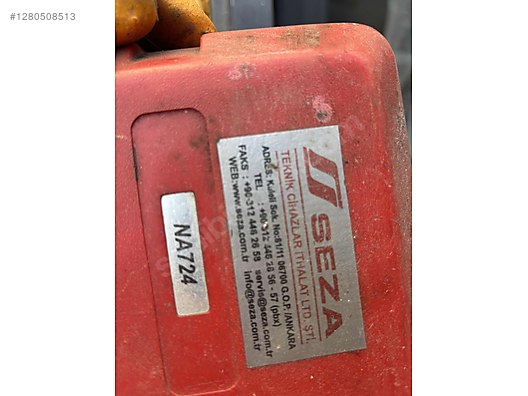 #1280508513
SEZA
TEKNİK CİHAZLAR İTHALAT LTD. ŞTİ.
ADRES: Kuleli Sok. No:81/11 06700 G.O.P. /ANKARA
TEL : +90 312 446 26 56 - 57 (pbx)
FAKS : +90-312 446 26 58 servis@seza.com.tr
WEB:www.seza.com.tr info@seza.com.tr
NA724